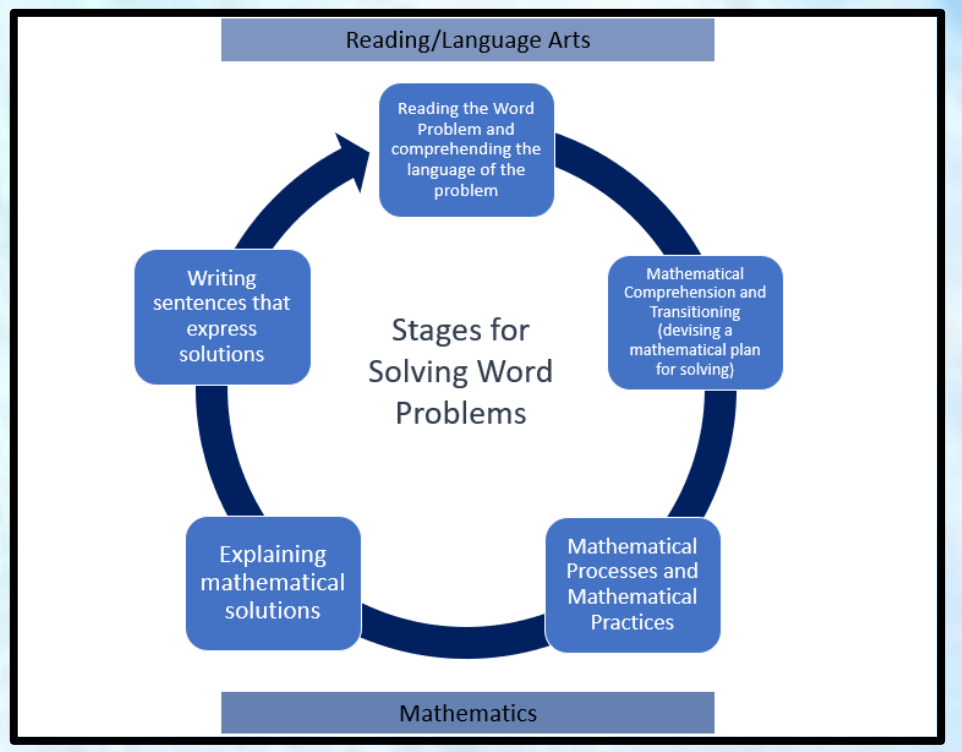 Reading/Language Arts
Reading the Word
Problem and
comprehending the
language of the
problem
Mathematical
Comprehension and
Transitioning
(devising a
mathematical plan
for solving)
Mathematical
Processes and
Mathematical
Practices
Explaining
mathematical
solutions
Writing
sentences that
express
solutions
Stages for
Solving Word
Problems
Mathematics